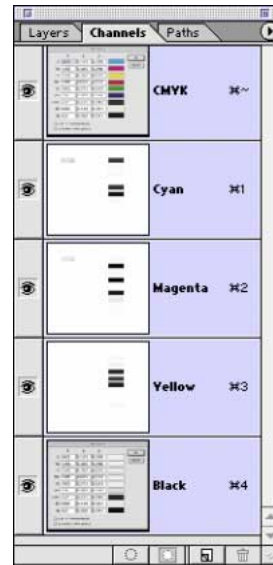 Layers Channels Paths
CMYK ⌘~
Cyan ⌘1
Magenta ⌘2
Yellow ⌘3
Black ⌘4